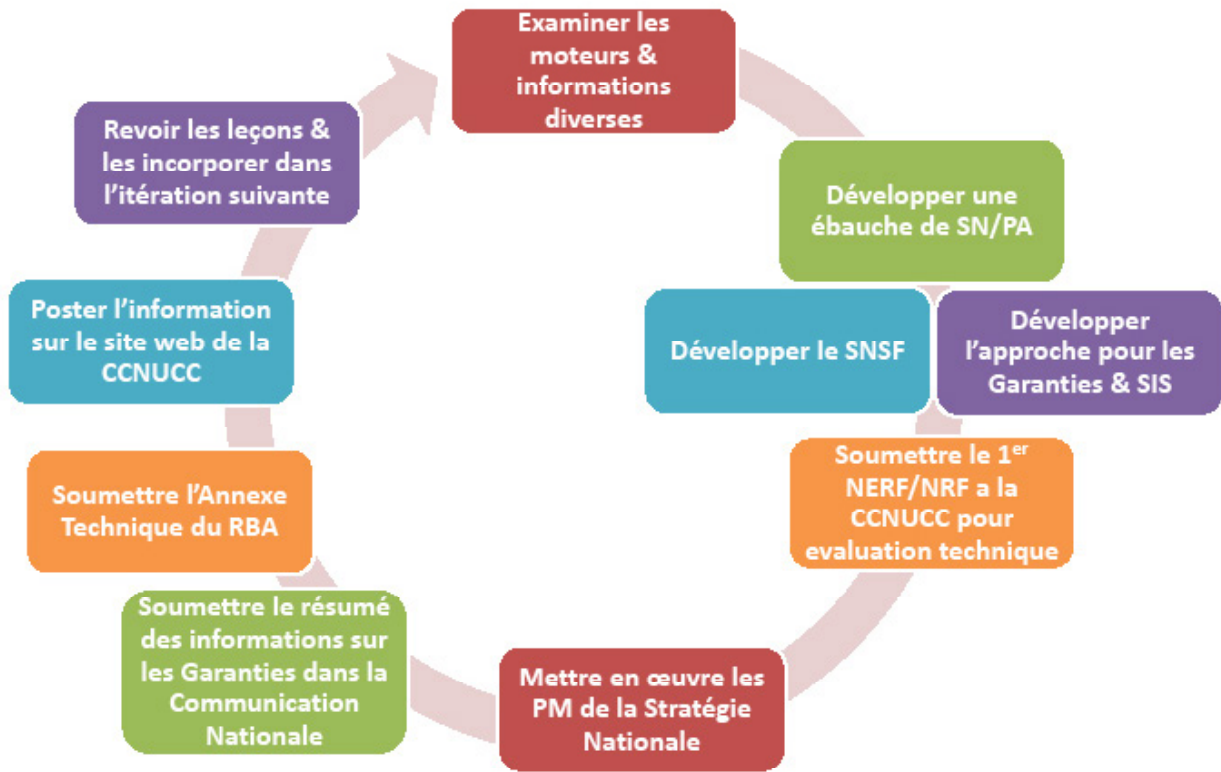 Examiner les
moteurs &
informations
diverses
Développer une
ébauche de SN/PA
Développer le SNSF
Développer
l'approche pour les
Garanties & SIS
Soumettre le 1er
NERF/NRF a la
CCNUCC pour
evaluation technique
Mettre en œuvre les
PM de la Stratégie
Nationale
Soumettre le résumé
des informations sur
les Garanties dans la
Communication
Nationale
Soumettre l'Annexe
Technique du RBA
Poster l'information
sur le site web de la
CCNUCC
Revoir les leçons &
les incorporer dans
l'itération suivante